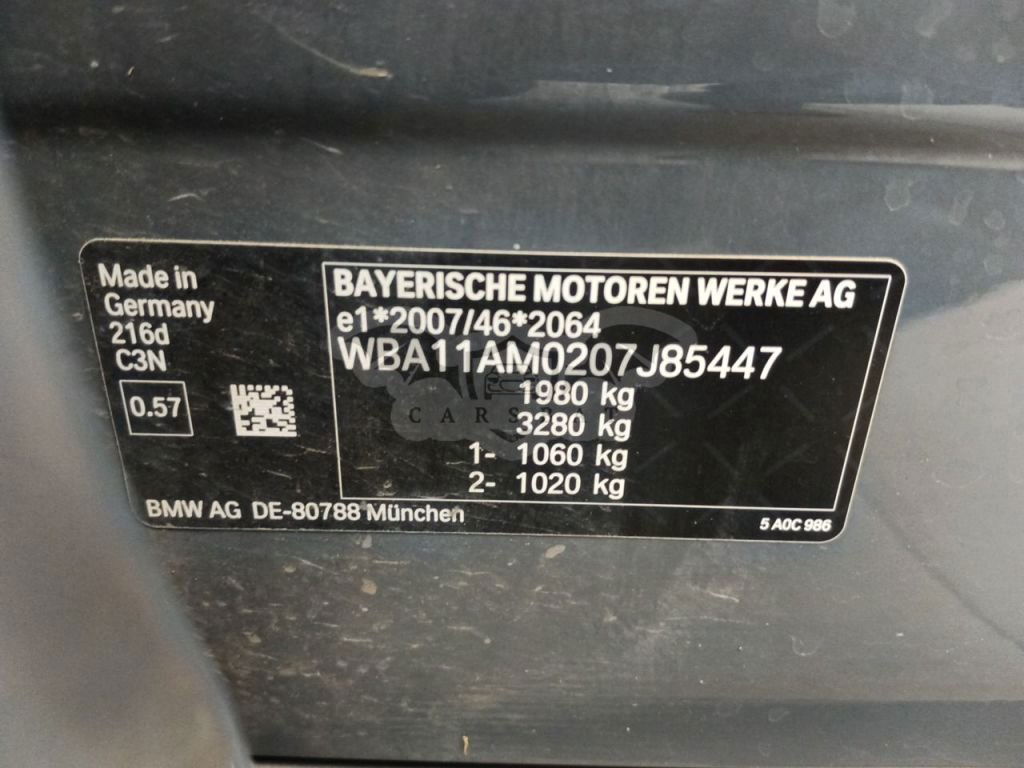 Made in
Germany
216d
C3N
0.57
BAYERISCHE MOTOREN WERKE AG
e1*2007/46*2064
WBA11AM0207J85447
1980 kg
3280 kg
1- 1060 kg
2- 1020 kg
BMW AG DE-80788 München
5 A0C 986